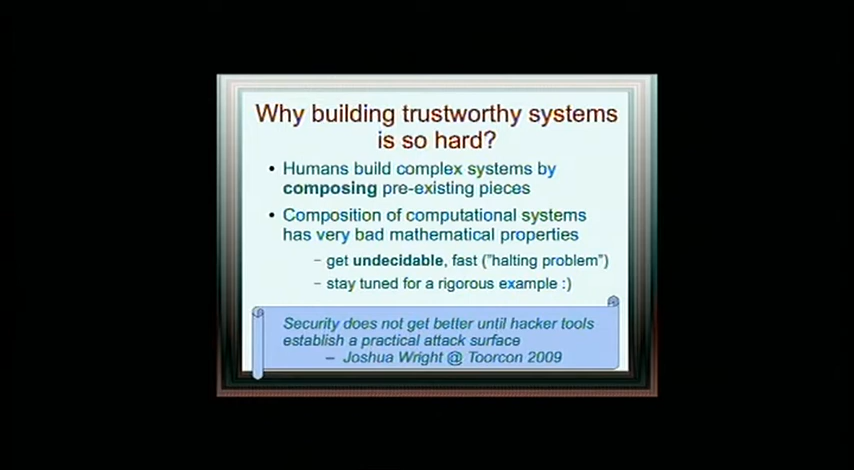 Why building trustworthy systems
is so hard?
• Humans build complex systems by
composing pre-existing pieces
• Composition of computational systems
has very bad mathematical properties
– get undecidable, fast ("halting problem")
– stay tuned for a rigorous example :)
Security does not get better until hacker tools
establish a practical attack surface
– Joshua Wright @ Toorcon 2009